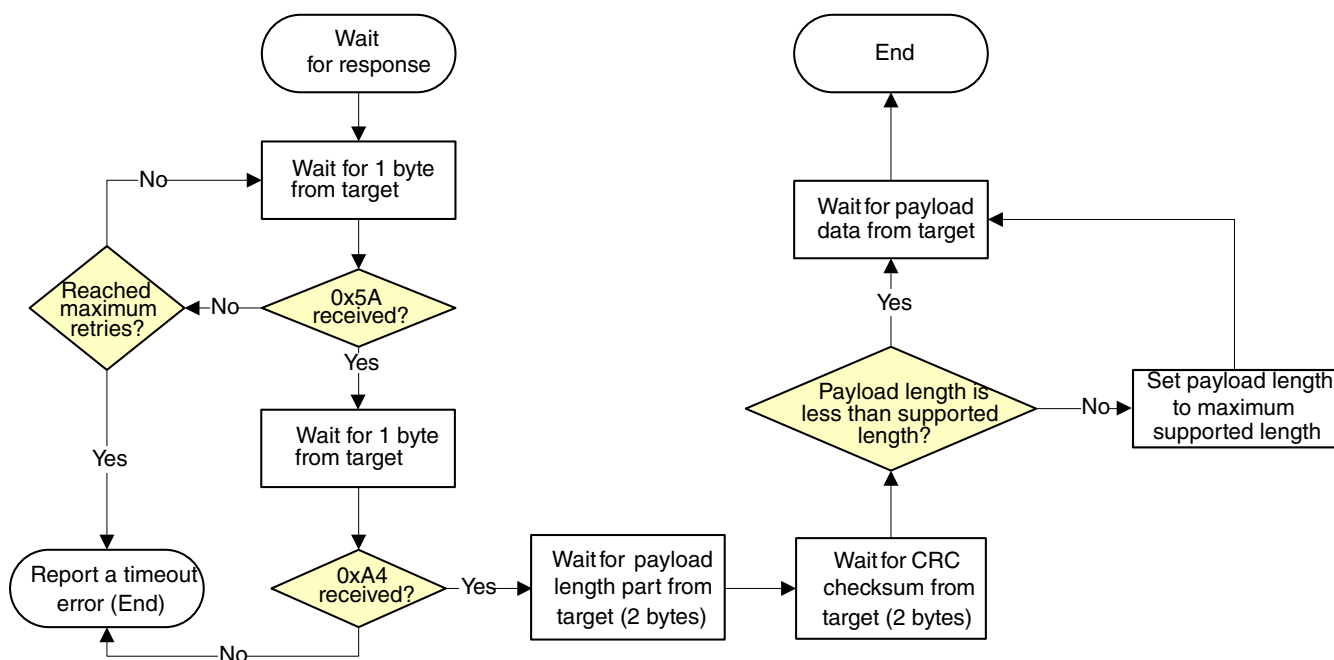 Wait
for response
End
Wait for 1 byte
from target
No
Wait for payload
data from target
Reached
maximum
retries?
No
0x5A
received?
Yes
Yes
Payload length is
less than supported
length?
No
Set payload length
to maximum
supported length
Wait for 1 byte
from target
Yes
Report a timeout
error (End)
0xA4
received?
Yes
Wait for payload
length part from
target (2 bytes)
Wait for CRC
checksum from
target (2 bytes)
No